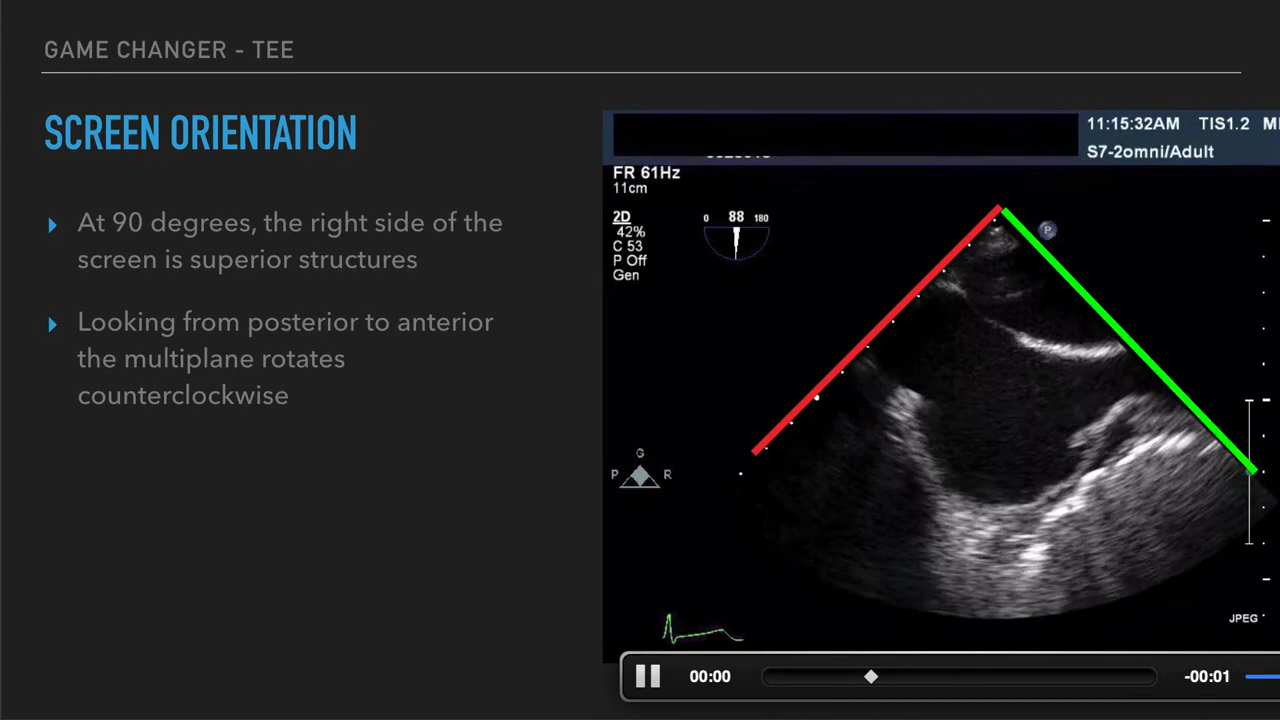 GAME CHANGER - TEE
SCREEN ORIENTATION
At 90 degrees, the right side of the
screen is superior structures
Looking from posterior to anterior
the multiplane rotates
counterclockwise
11:15:32AM TIS1.2
S7-2omni/Adult
FR 61Hz
11cm
2D
42%
C 53
P Off
Gen
0 88 180
P
G
P R
JPEG
00:00 -00:01